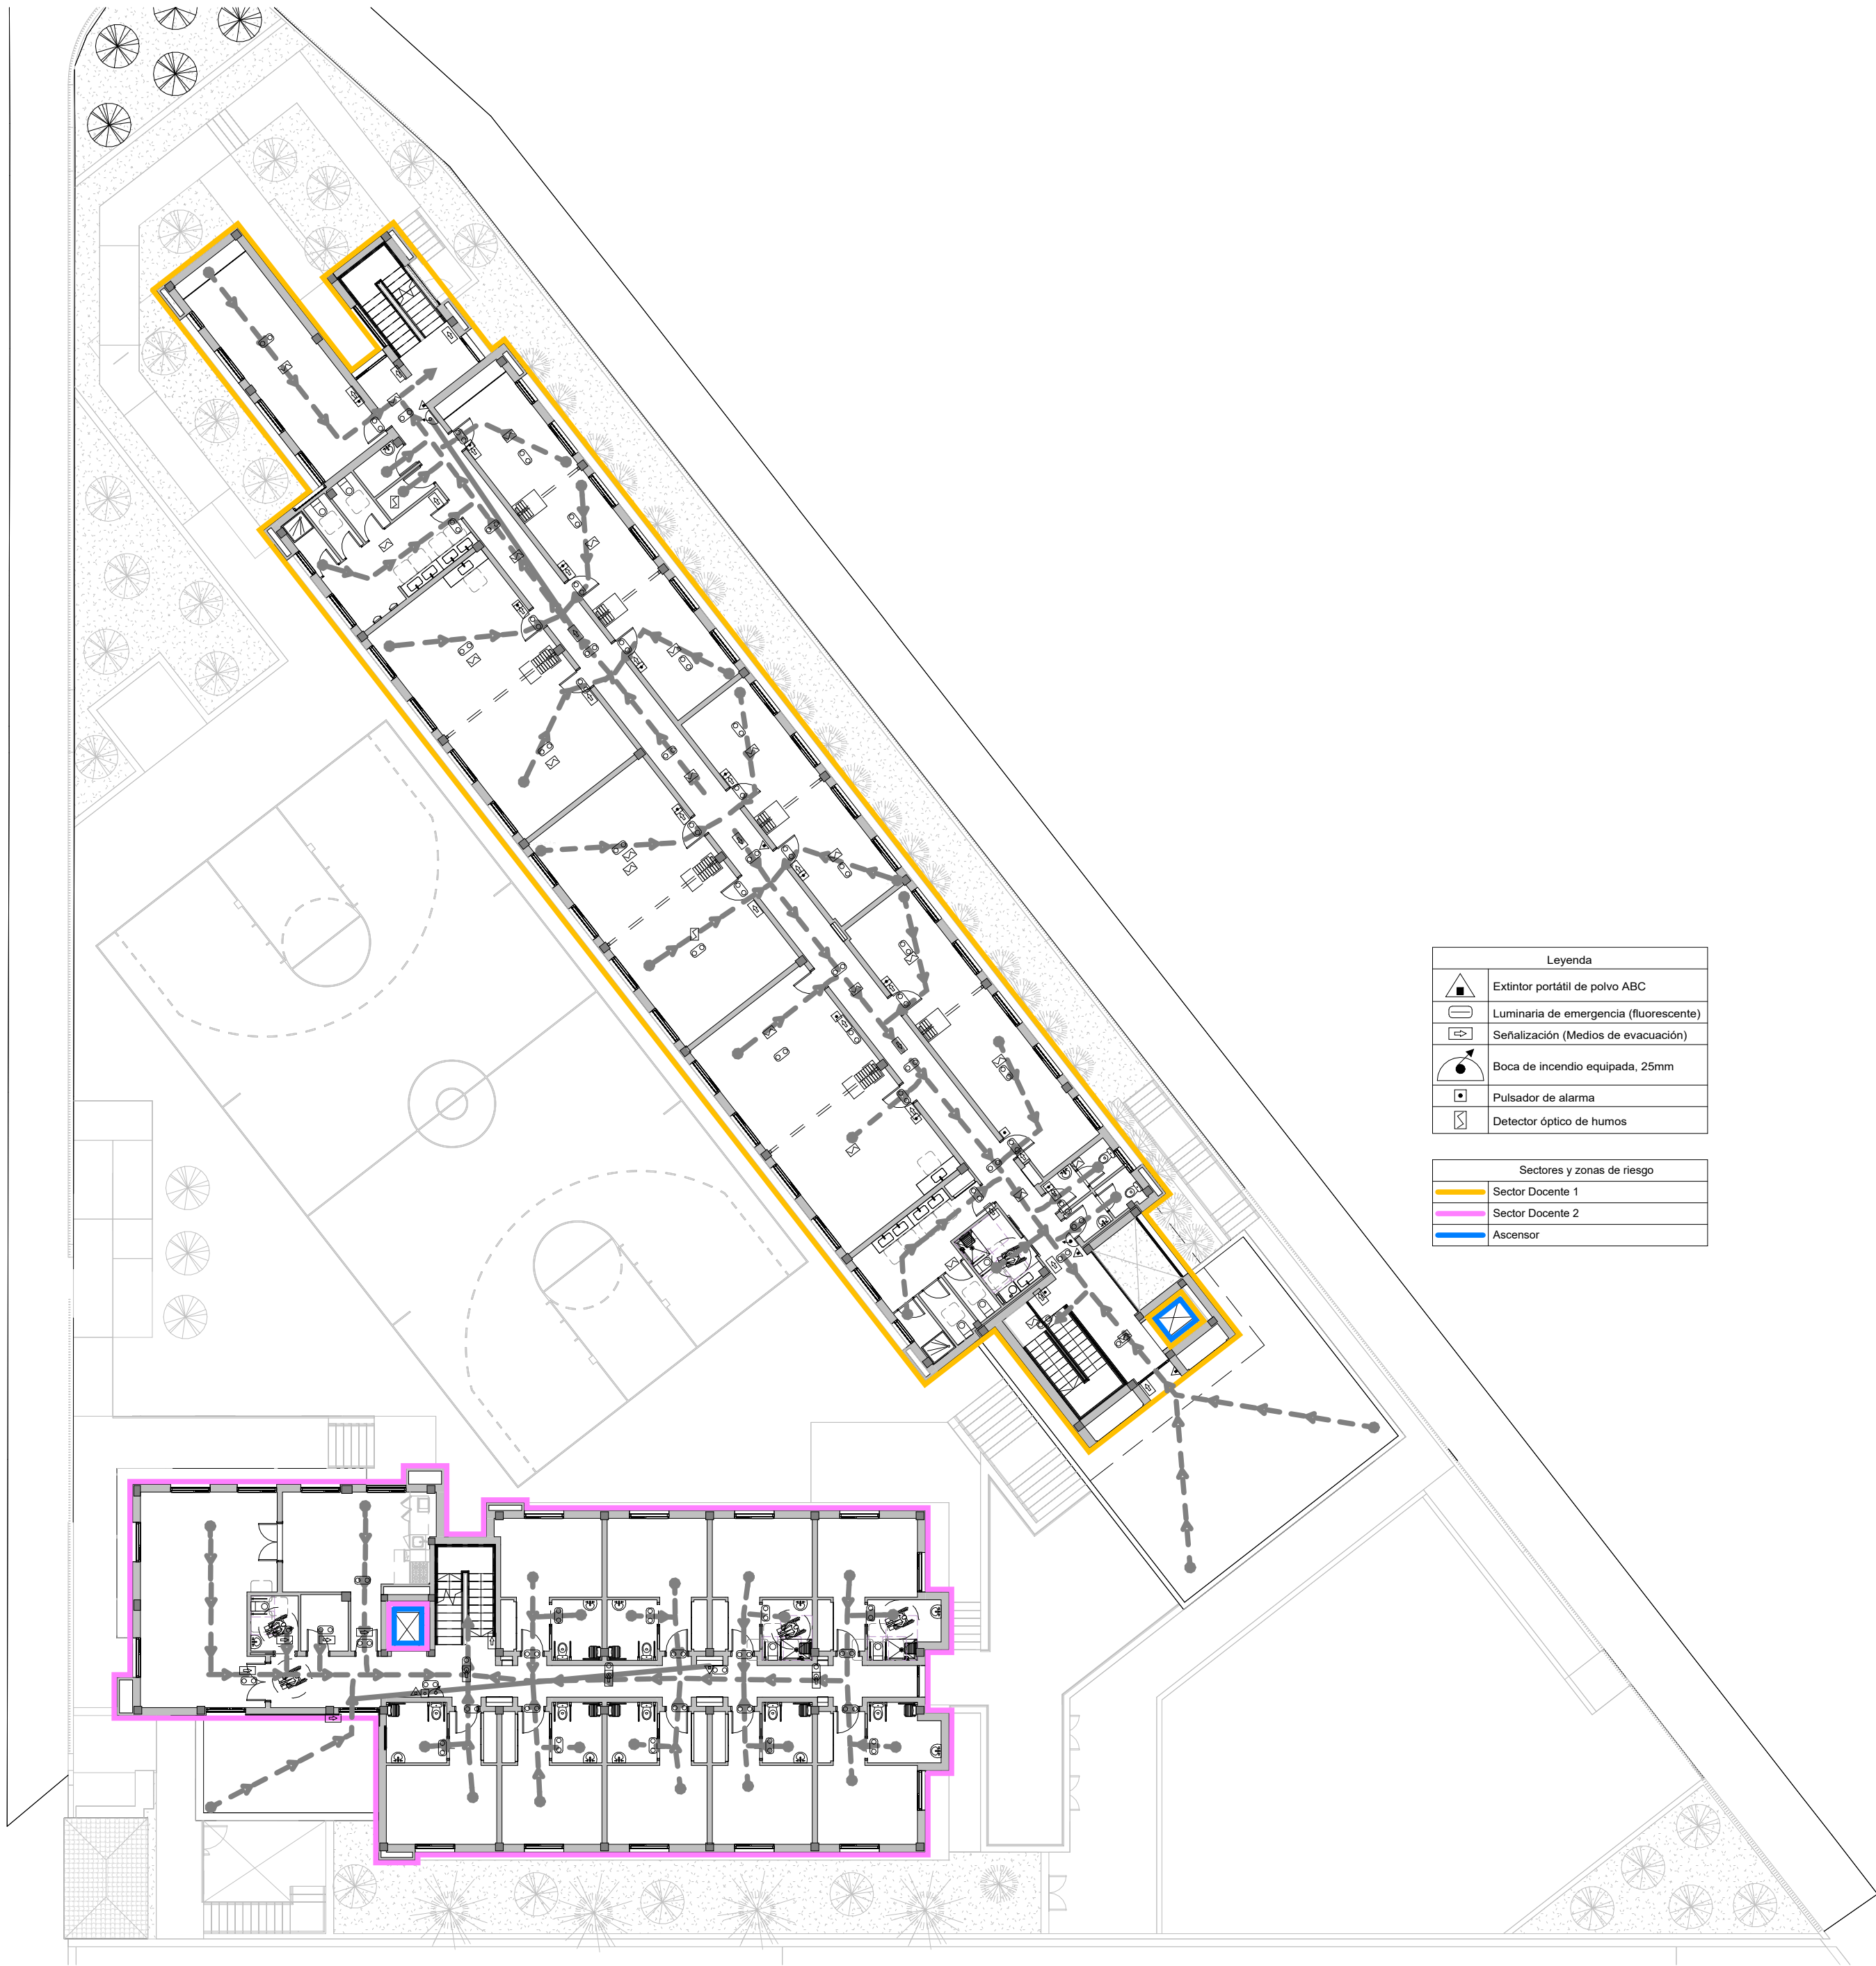 Leyenda
Extintor portátil de polvo ABC
Luminaria de emergencia (fluorescente)
Señalización (Medios de evacuación)
Boca de incendio equipada, 25mm
Pulsador de alarma
Detector óptico de humos
Sectores y zonas de riesgo
Sector Docente 1
Sector Docente 2
Ascensor